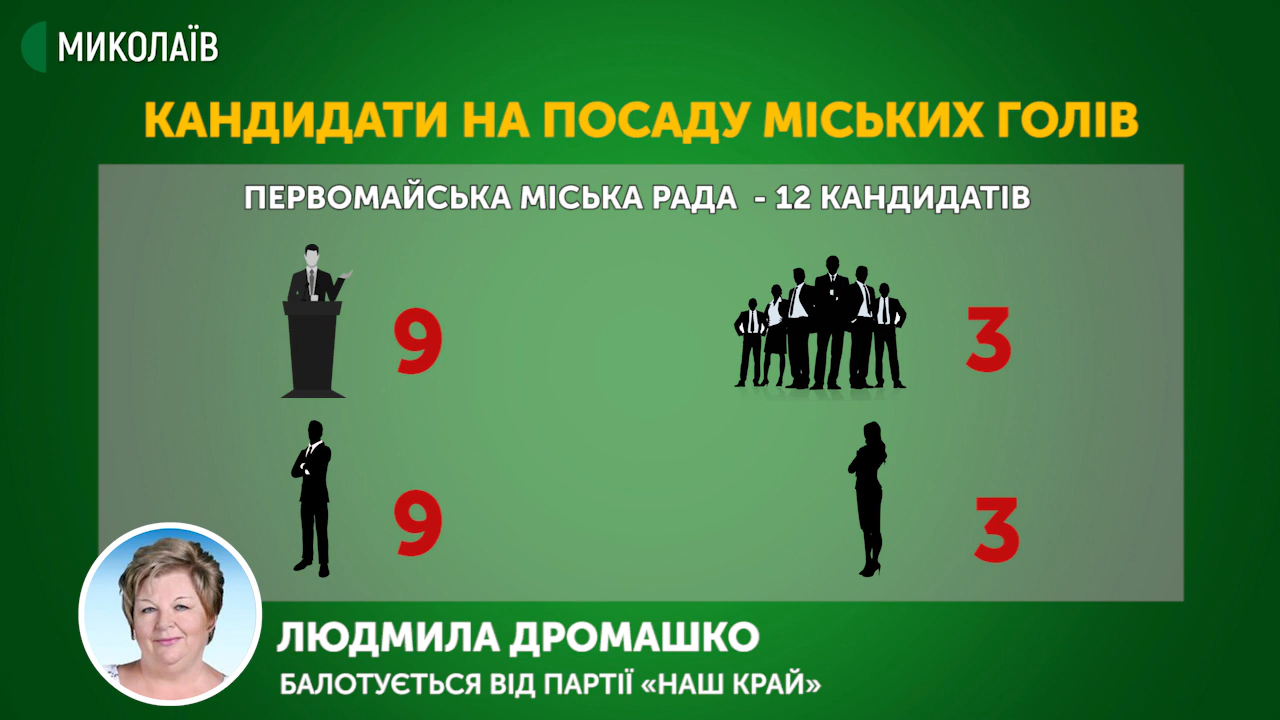 МИКОЛАЇВ
КАНДИДАТИ НА ПОСАДУ МІСЬКИХ ГОЛІВ
ПЕРВОМАЙСЬКА МІСЬКА РАДА - 12 КАНДИДАТІВ
9
3
9
3
ЛЮДМИЛА ДРОМАШКО
БАЛОТУЄТЬСЯ ВІД ПАРТІЇ «НАШ КРАЙ»